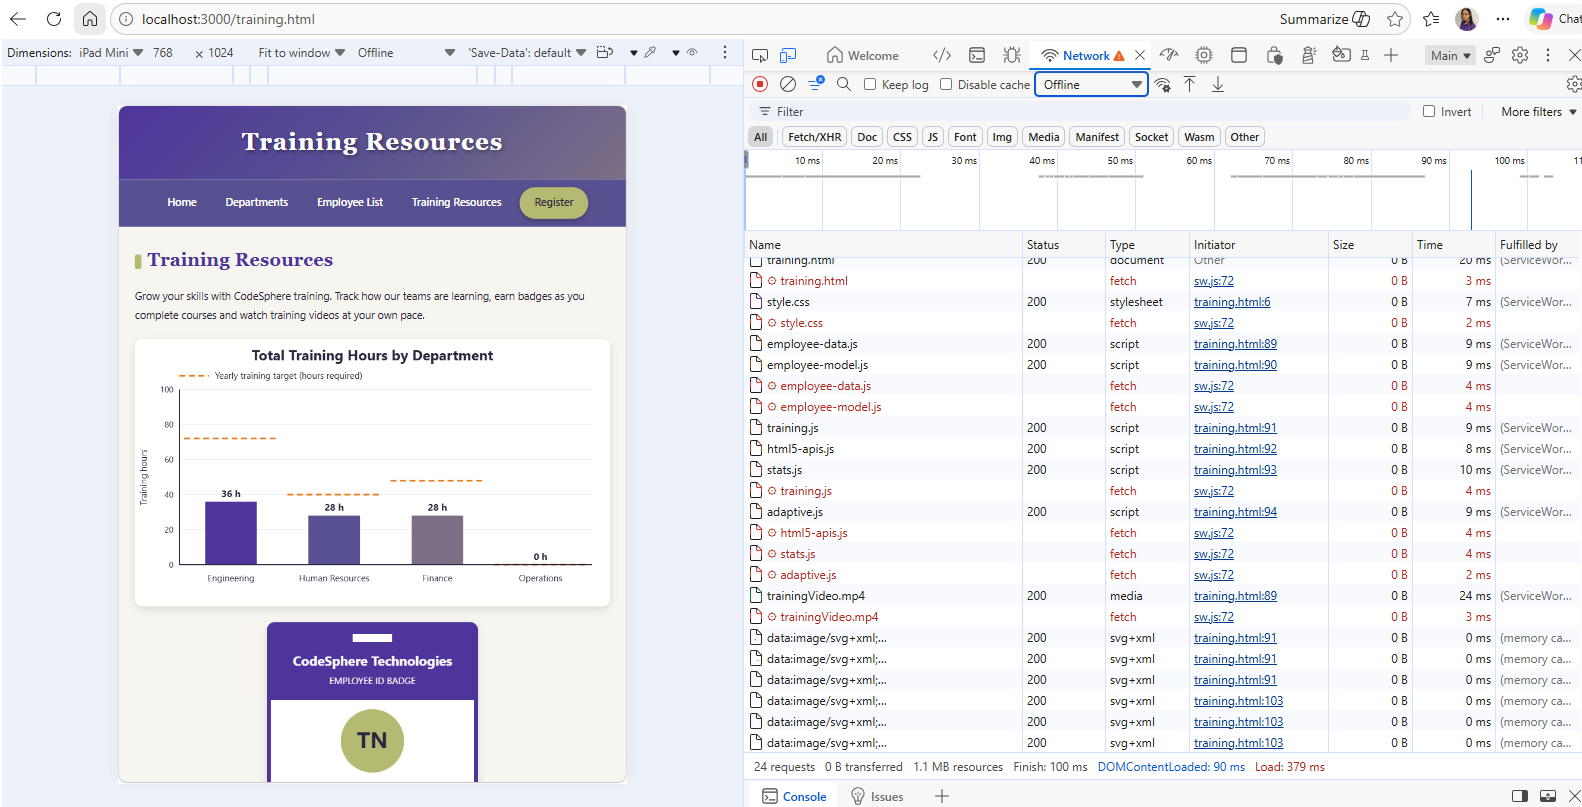 localhost:3000/training.html
Summarize
Chat
Dimensions: iPad Mini 768 × 1024 Fit to window Offline 'Save-Data': default
Welcome
Network
Main
Keep log
Disable cache
Offline
Filter
Invert
More filters
All Fetch/XHR Doc CSS JS Font Img Media Manifest Socket Wasm Other
10 ms 20 ms 30 ms 40 ms 50 ms 60 ms 70 ms 80 ms 90 ms 100 ms 11
Training Resources
Home Departments Employee List Training Resources Register
Training Resources
Grow your skills with CodeSphere training. Track how our teams are learning, earn badges as you
complete courses and watch training videos at your own pace.
Total Training Hours by Department
Yearly training target (hours required)
100
80
60
40
20
0
Training hours
36 h
28 h
28 h
0 h
Engineering Human Resources Finance Operations
CodeSphere Technologies
EMPLOYEE ID BADGE
TN
Name Status Type Initiator Size Time Fulfilled by
training.html 200 document Other 0 B 20 ms (ServiceWor...
training.html fetch sw.js:72 0 B 3 ms
style.css 200 stylesheet training.html:6 0 B 7 ms (ServiceWor...
style.css fetch sw.js:72 0 B 2 ms
employee-data.js 200 script training.html:89 0 B 9 ms (ServiceWor...
employee-model.js 200 script training.html:90 0 B 9 ms (ServiceWor...
employee-data.js fetch sw.js:72 0 B 4 ms
employee-model.js fetch sw.js:72 0 B 4 ms
training.js 200 script training.html:91 0 B 9 ms (ServiceWor...
html5-apis.js 200 script training.html:92 0 B 8 ms (ServiceWor...
stats.js 200 script training.html:93 0 B 10 ms (ServiceWor...
training.js fetch sw.js:72 0 B 4 ms
adaptive.js 200 script training.html:94 0 B 9 ms (ServiceWor...
html5-apis.js fetch sw.js:72 0 B 4 ms
stats.js fetch sw.js:72 0 B 4 ms
adaptive.js fetch sw.js:72 0 B 2 ms
trainingVideo.mp4 200 media training.html:89 0 B 24 ms (ServiceWor...
trainingVideo.mp4 fetch sw.js:72 0 B 3 ms
data:image/svg+xml;... 200 svg+xml training.html:91 0 B 0 ms (memory ca...
data:image/svg+xml;... 200 svg+xml training.html:91 0 B 0 ms (memory ca...
data:image/svg+xml;... 200 svg+xml training.html:91 0 B 0 ms (memory ca...
data:image/svg+xml;... 200 svg+xml training.html:103 0 B 0 ms (memory ca...
data:image/svg+xml;... 200 svg+xml training.html:103 0 B 0 ms (memory ca...
data:image/svg+xml;... 200 svg+xml training.html:103 0 B 0 ms (memory ca...
24 requests 0 B transferred 1.1 MB resources Finish: 100 ms DOMContentLoaded: 90 ms Load: 379 ms
Console Issues